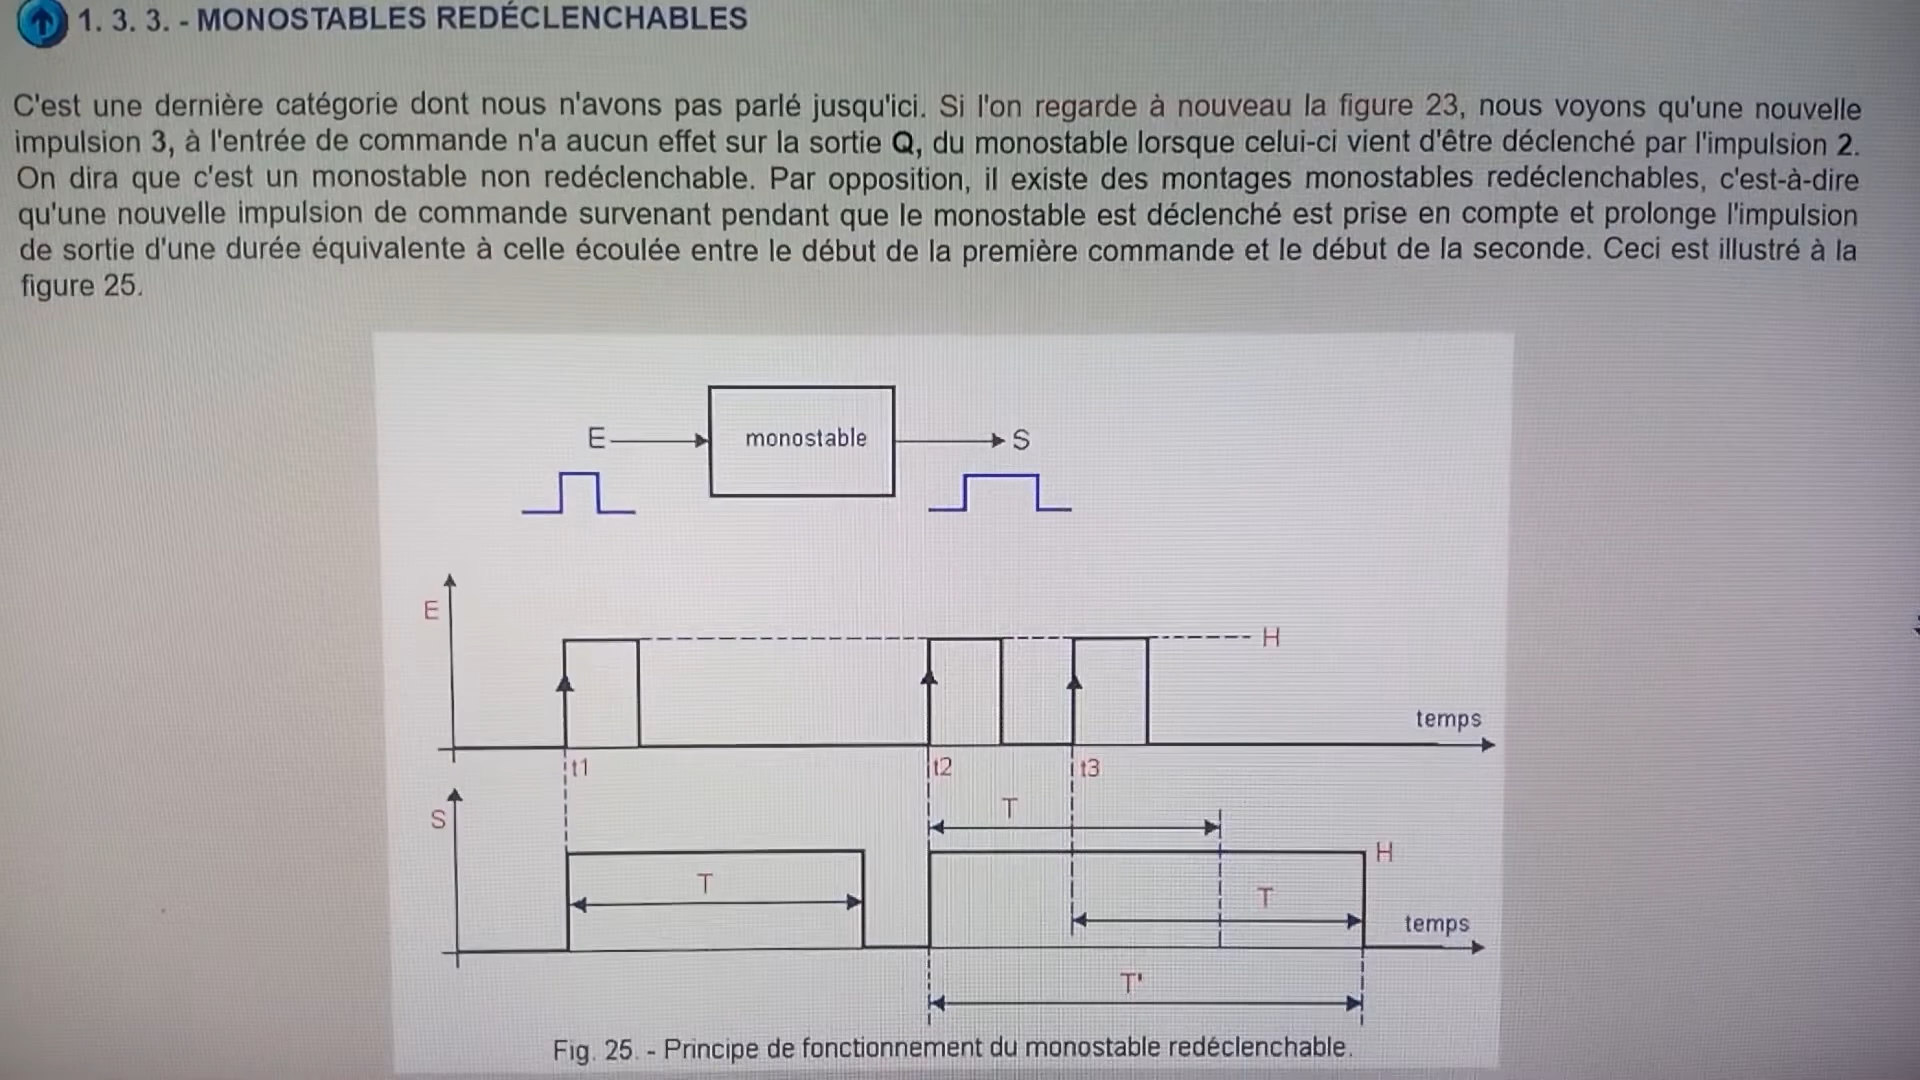 1. 3. 3. - MONOSTABLES REDÉCLENCHABLES
C'est une dernière catégorie dont nous n'avons pas parlé jusqu'ici. Si l'on regarde à nouveau la figure 23, nous voyons qu'une nouvelle
impulsion 3, à l'entrée de commande n'a aucun effet sur la sortie Q, du monostable lorsque celui-ci vient d'être déclenché par l'impulsion 2.
On dira que c'est un monostable non redéclenchable. Par opposition, il existe des montages monostables redéclenchables, c'est-à-dire
qu'une nouvelle impulsion de commande survenant pendant que le monostable est déclenché est prise en compte et prolonge l'impulsion
de sortie d'une durée équivalente à celle écoulée entre le début de la première commande et le début de la seconde. Ceci est illustré à la
figure 25.
E monostable S
E
H
temps
t1 t2 t3
S
T
H
T T
temps
T'
Fig. 25. - Principe de fonctionnement du monostable redéclenchable.